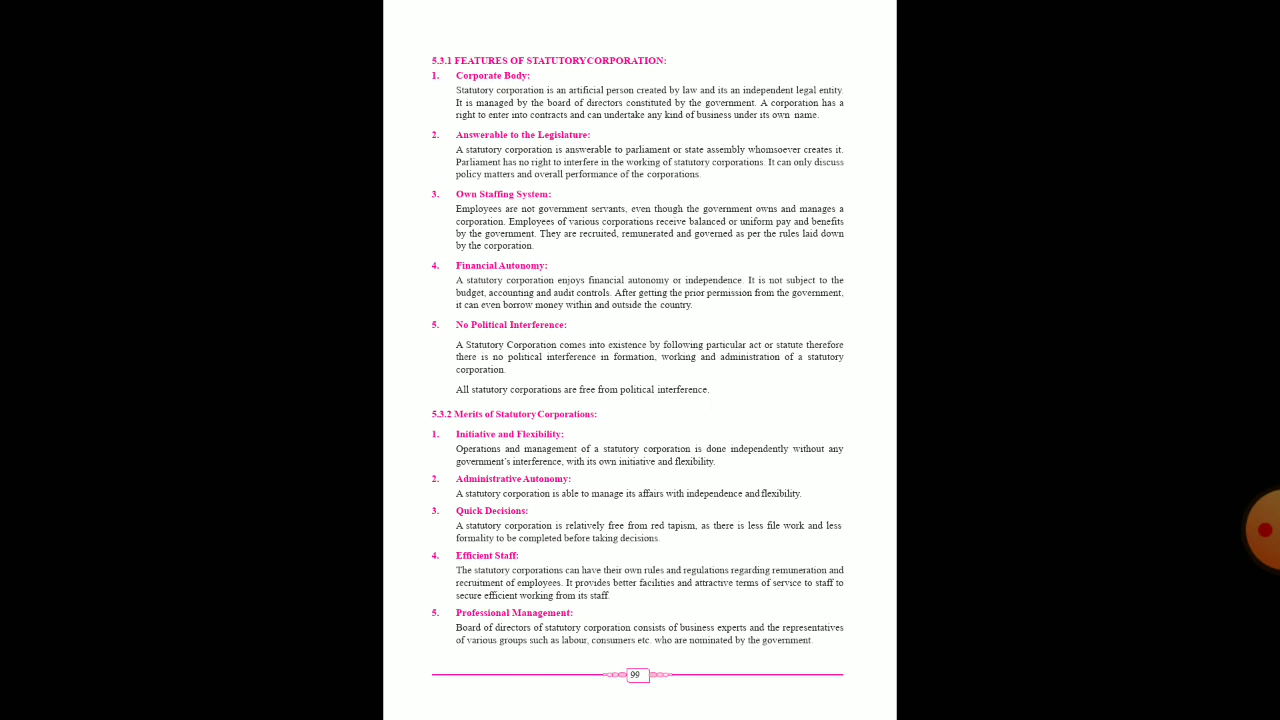 5.3.1 FEATURES OF STATUTORY CORPORATION:
1. Corporate Body:
Statutory corporation is an artificial person created by law and its an independent legal entity.
It is managed by the board of directors constituted by the government. A corporation has a
right to enter into contracts and can undertake any kind of business under its own name.
2. Answerable to the Legislature:
A statutory corporation is answerable to parliament or state assembly whomsoever creates it.
Parliament has no right to interfere in the working of statutory corporations. It can only discuss
policy matters and overall performance of the corporations.
3. Own Staffing System:
Employees are not government servants, even though the government owns and manages a
corporation. Employees of various corporations receive balanced or uniform pay and benefits
by the government. They are recruited, remunerated and governed as per the rules laid down
by the corporation.
4. Financial Autonomy:
A statutory corporation enjoys financial autonomy or independence. It is not subject to the
budget, accounting and audit controls. After getting the prior permission from the government,
it can even borrow money within and outside the country.
5. No Political Interference:
A Statutory Corporation comes into existence by following particular act or statute therefore
there is no political interference in formation, working and administration of a statutory
corporation.
All statutory corporations are free from political interference.
5.3.2 Merits of Statutory Corporations:
1. Initiative and Flexibility:
Operations and management of a statutory corporation is done independently without any
government's interference, with its own initiative and flexibility.
2. Administrative Autonomy:
A statutory corporation is able to manage its affairs with independence and flexibility.
3. Quick Decisions:
A statutory corporation is relatively free from red tapism, as there is less file work and less
formality to be completed before taking decisions.
4. Efficient Staff:
The statutory corporations can have their own rules and regulations regarding remuneration and
recruitment of employees. It provides better facilities and attractive terms of service to staff to
secure efficient working from its staff.
5. Professional Management:
Board of directors of statutory corporation consists of business experts and the representatives
of various groups such as labour, consumers etc. who are nominated by the government.
99